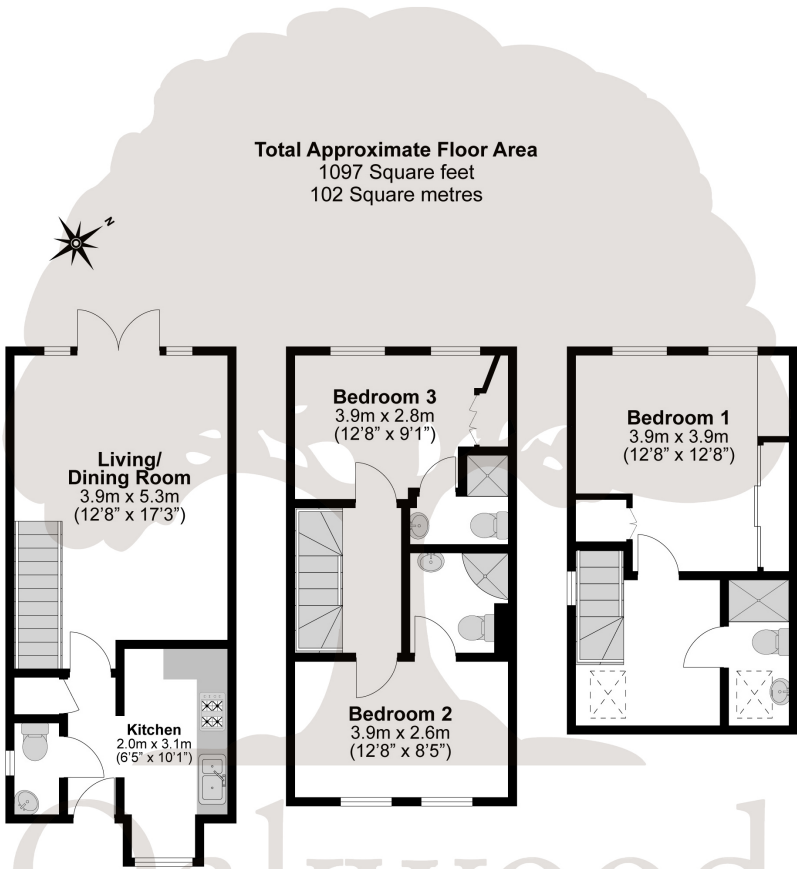 Total Approximate Floor Area
1097 Square feet
102 Square metres
N
Living/
Dining Room
3.9m x 5.3m
(12'8” x 17'3”)
Kitchen
2.0m x 3.1m
(6'5” x 10'1”)
Bedroom 3
3.9m x 2.8m
(12'8” x 9'1”)
Bedroom 2
3.9m x 2.6m
(12'8” x 8'5”)
Bedroom 1
3.9m x 3.9m
(12'8” x 12'8”)
Oakwood